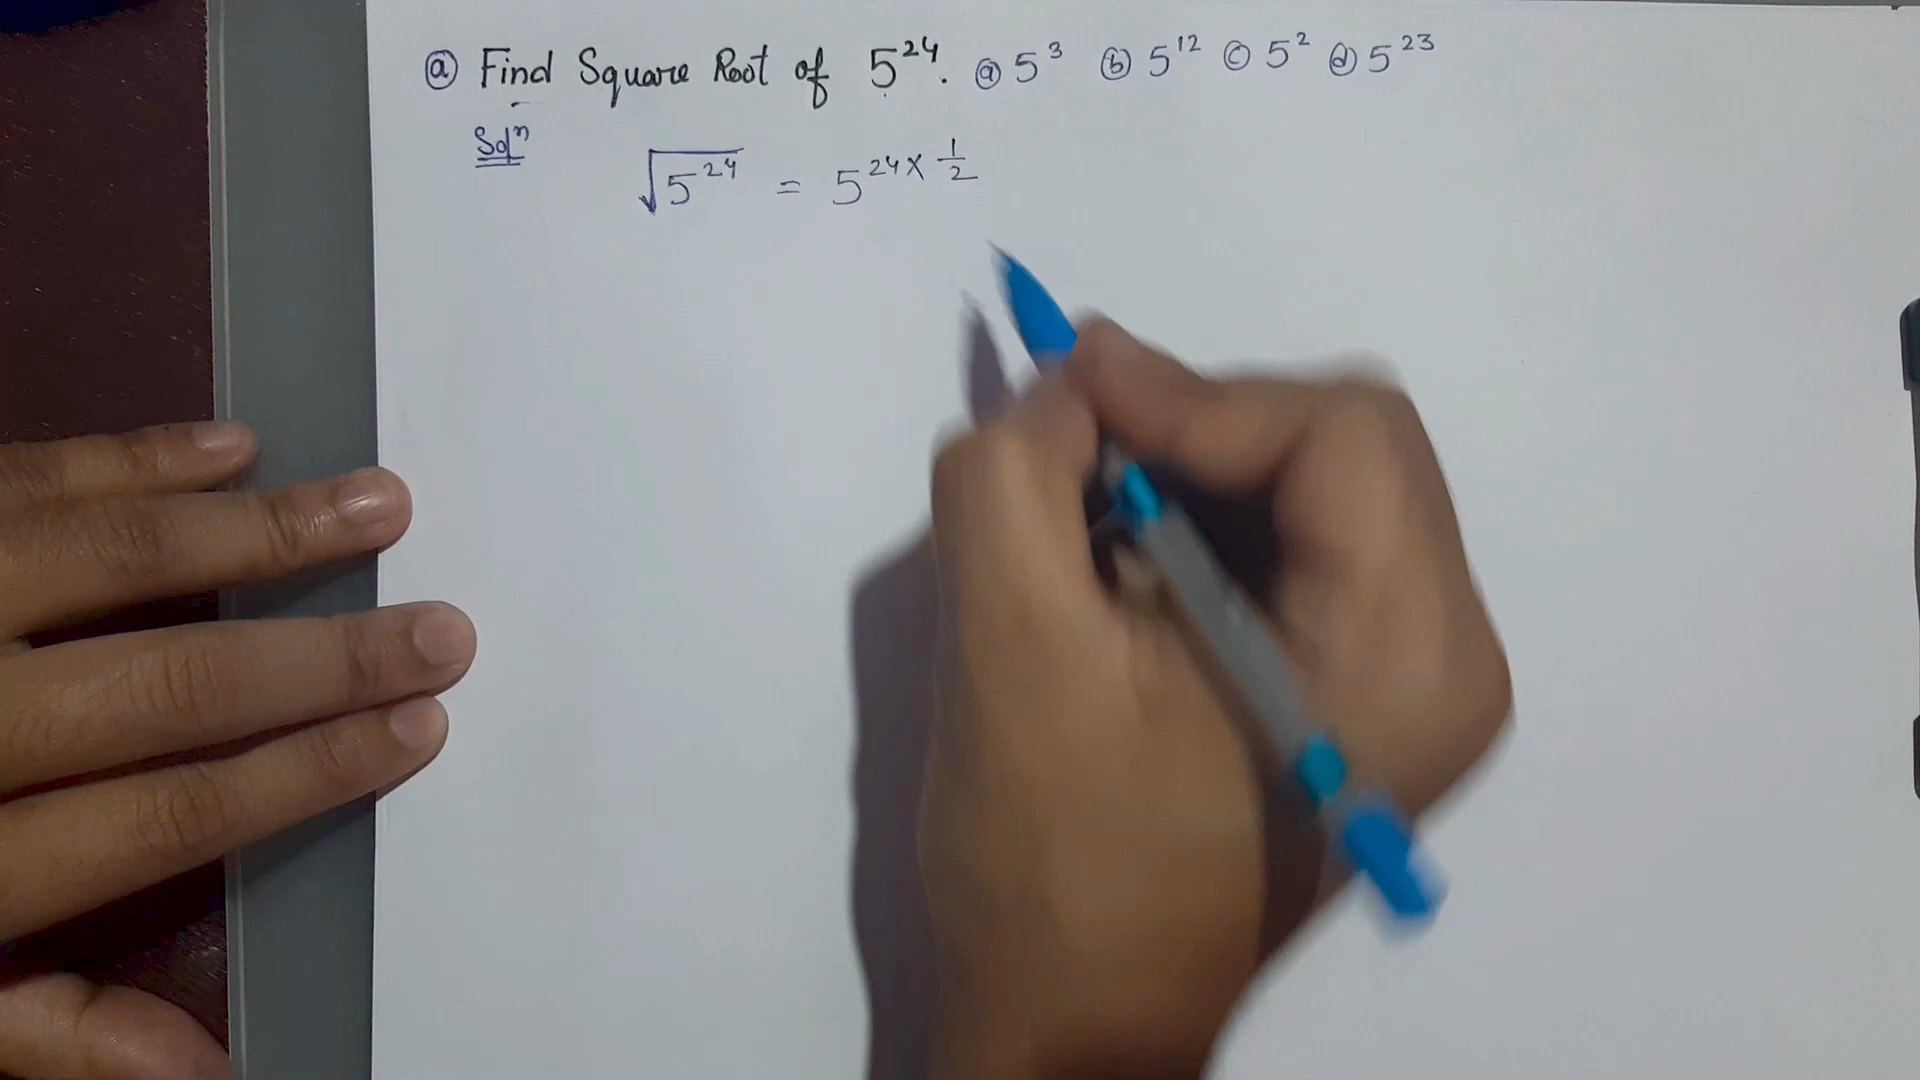 ⓐ Find Square Root of 5²⁴. ⓐ 5³ ⓑ 5¹² ⓒ 5² ⓓ 5²³
Solⁿ
√5²⁴ = 5^(24 × 1/2)